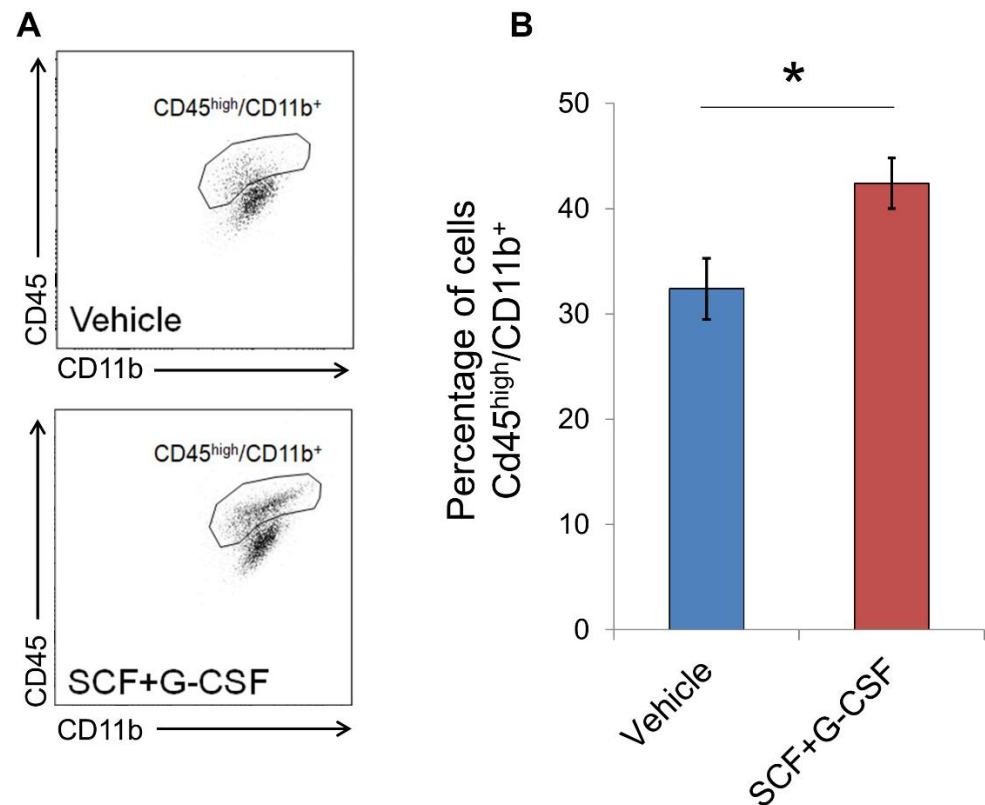 A
CD45
CD45ʰⁱᵍʰ/CD11b⁺
Vehicle
CD11b
CD45
CD45ʰⁱᵍʰ/CD11b⁺
SCF+G-CSF
CD11b
B
*
Percentage of cells
Cd45ʰⁱᵍʰ/CD11b⁺
50
40
30
20
10
0
Vehicle
SCF+G-CSF